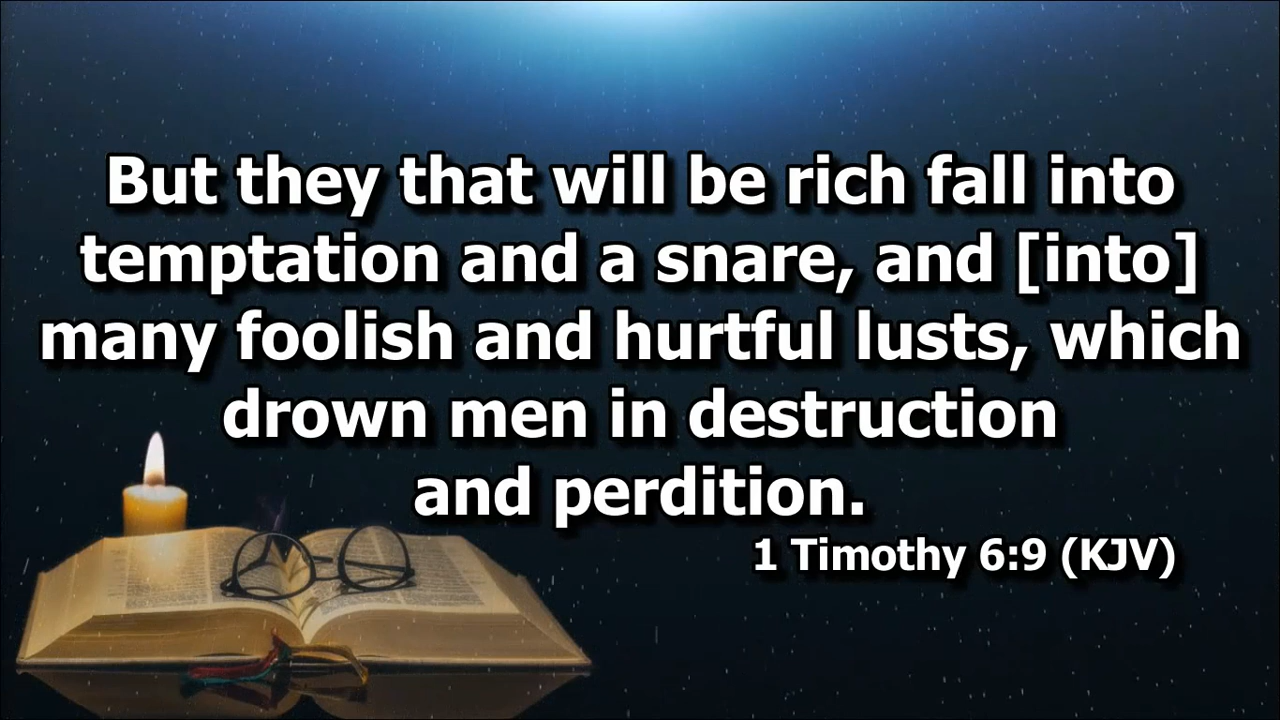 But they that will be rich fall into
temptation and a snare, and [into]
many foolish and hurtful lusts, which
drown men in destruction
and perdition.
1 Timothy 6:9 (KJV)